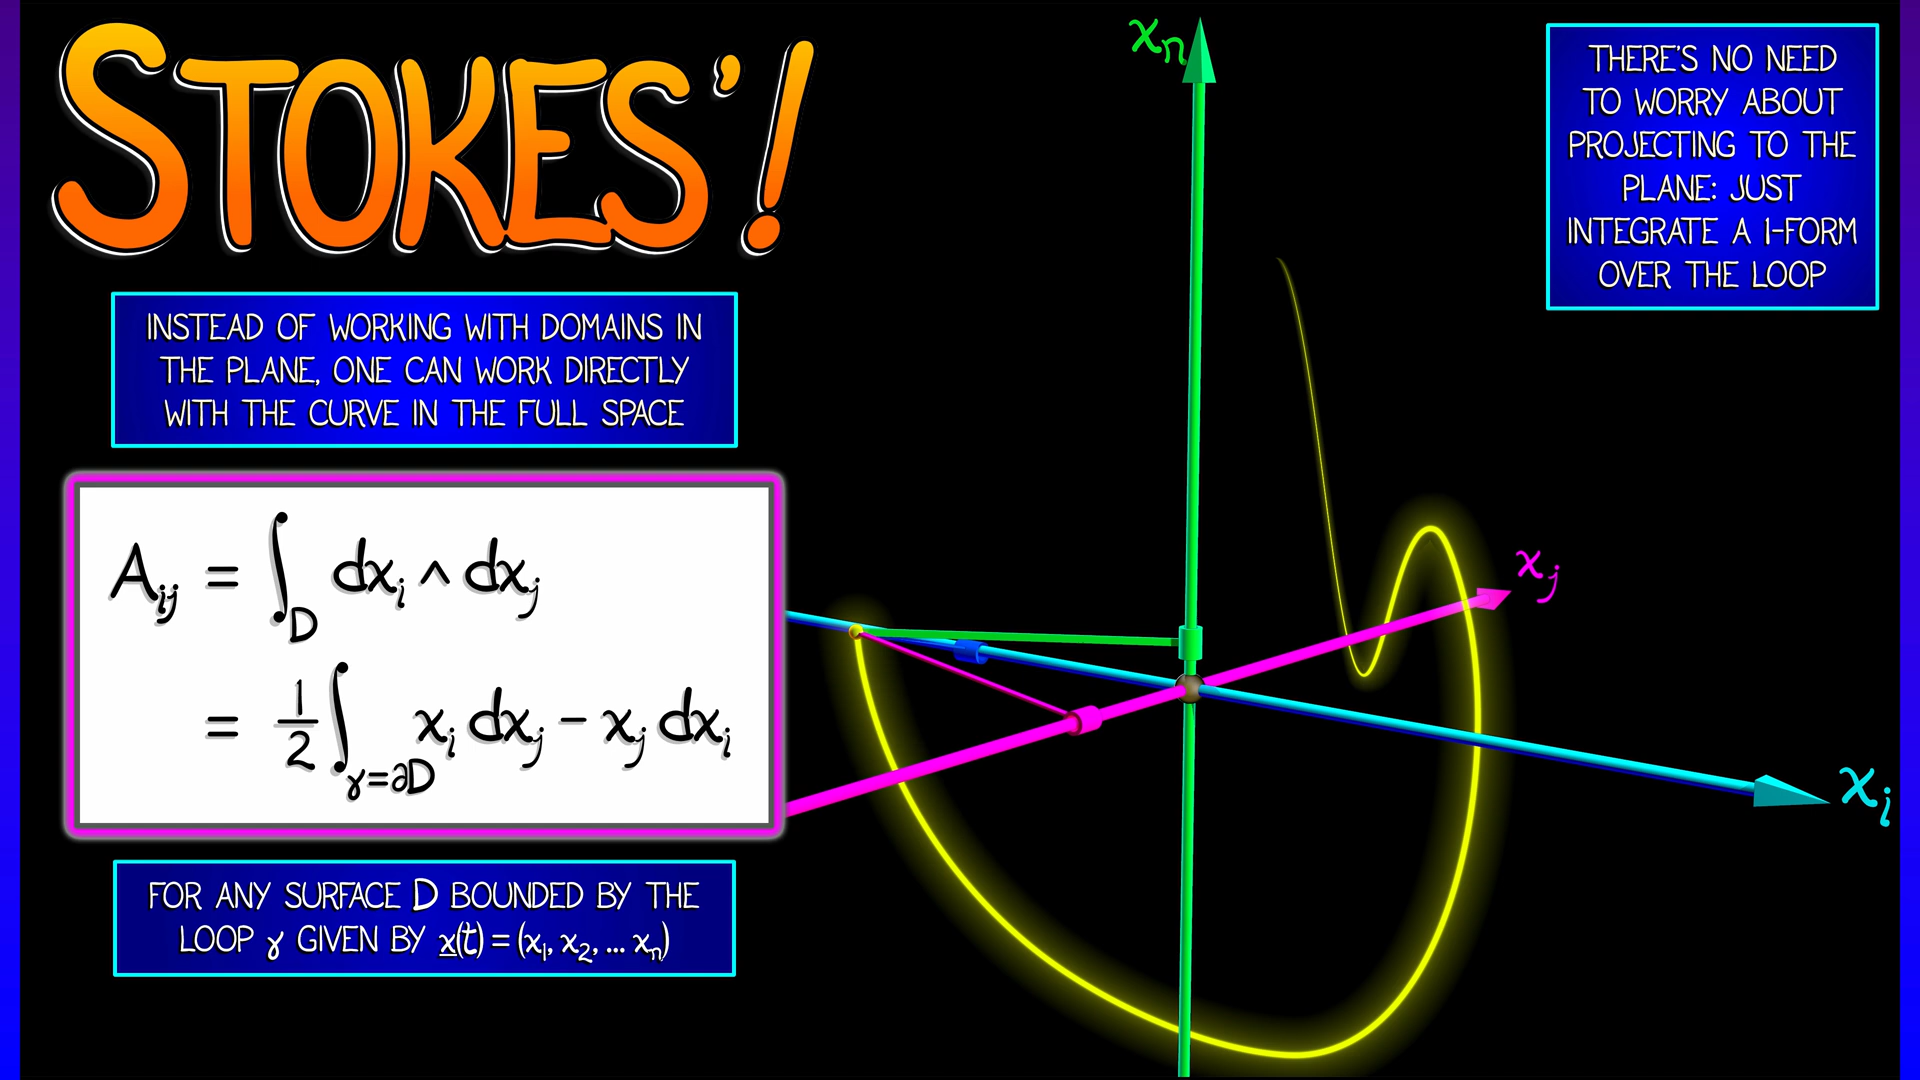 STOKES'!
INSTEAD OF WORKING WITH DOMAINS IN
THE PLANE, ONE CAN WORK DIRECTLY
WITH THE CURVE IN THE FULL SPACE
A_ij = ∫_D dx_i ∧ dx_j
= 1/2 ∫_γ=∂D x_i dx_j − x_j dx_i
FOR ANY SURFACE D BOUNDED BY THE
LOOP γ GIVEN BY x(t) = (x_1, x_2, ... x_n)
x_n
x_j
x_i
THERE'S NO NEED
TO WORRY ABOUT
PROJECTING TO THE
PLANE: JUST
INTEGRATE A 1-FORM
OVER THE LOOP